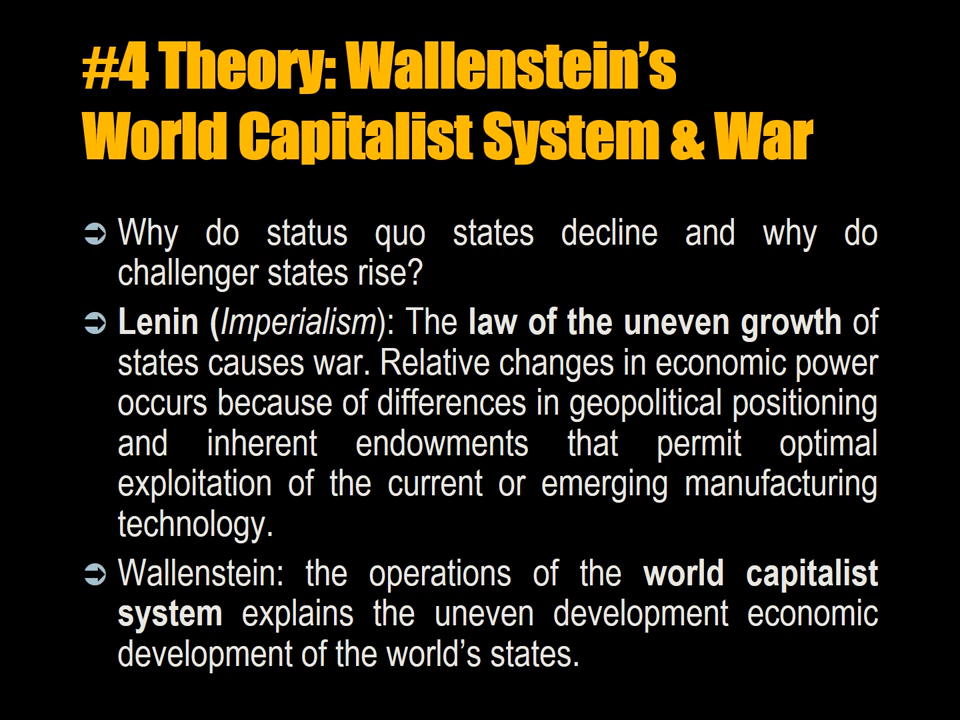 #4 Theory: Wallenstein’s
World Capitalist System & War
➲ Why do status quo states decline and why do
challenger states rise?
➲ Lenin (Imperialism): The law of the uneven growth of
states causes war. Relative changes in economic power
occurs because of differences in geopolitical positioning
and inherent endowments that permit optimal
exploitation of the current or emerging manufacturing
technology.
➲ Wallenstein: the operations of the world capitalist
system explains the uneven development economic
development of the world’s states.